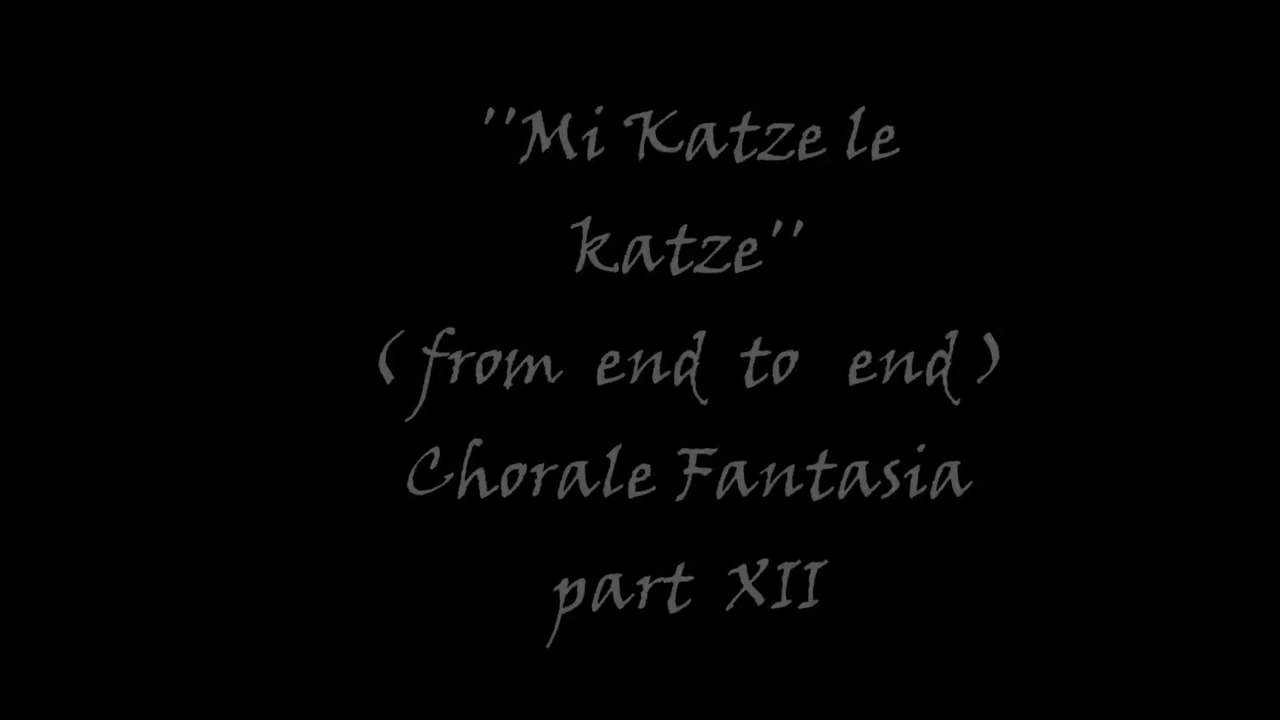 ''Mi Katze le
katze''
(from end to end)
Chorale Fantasia
part XII